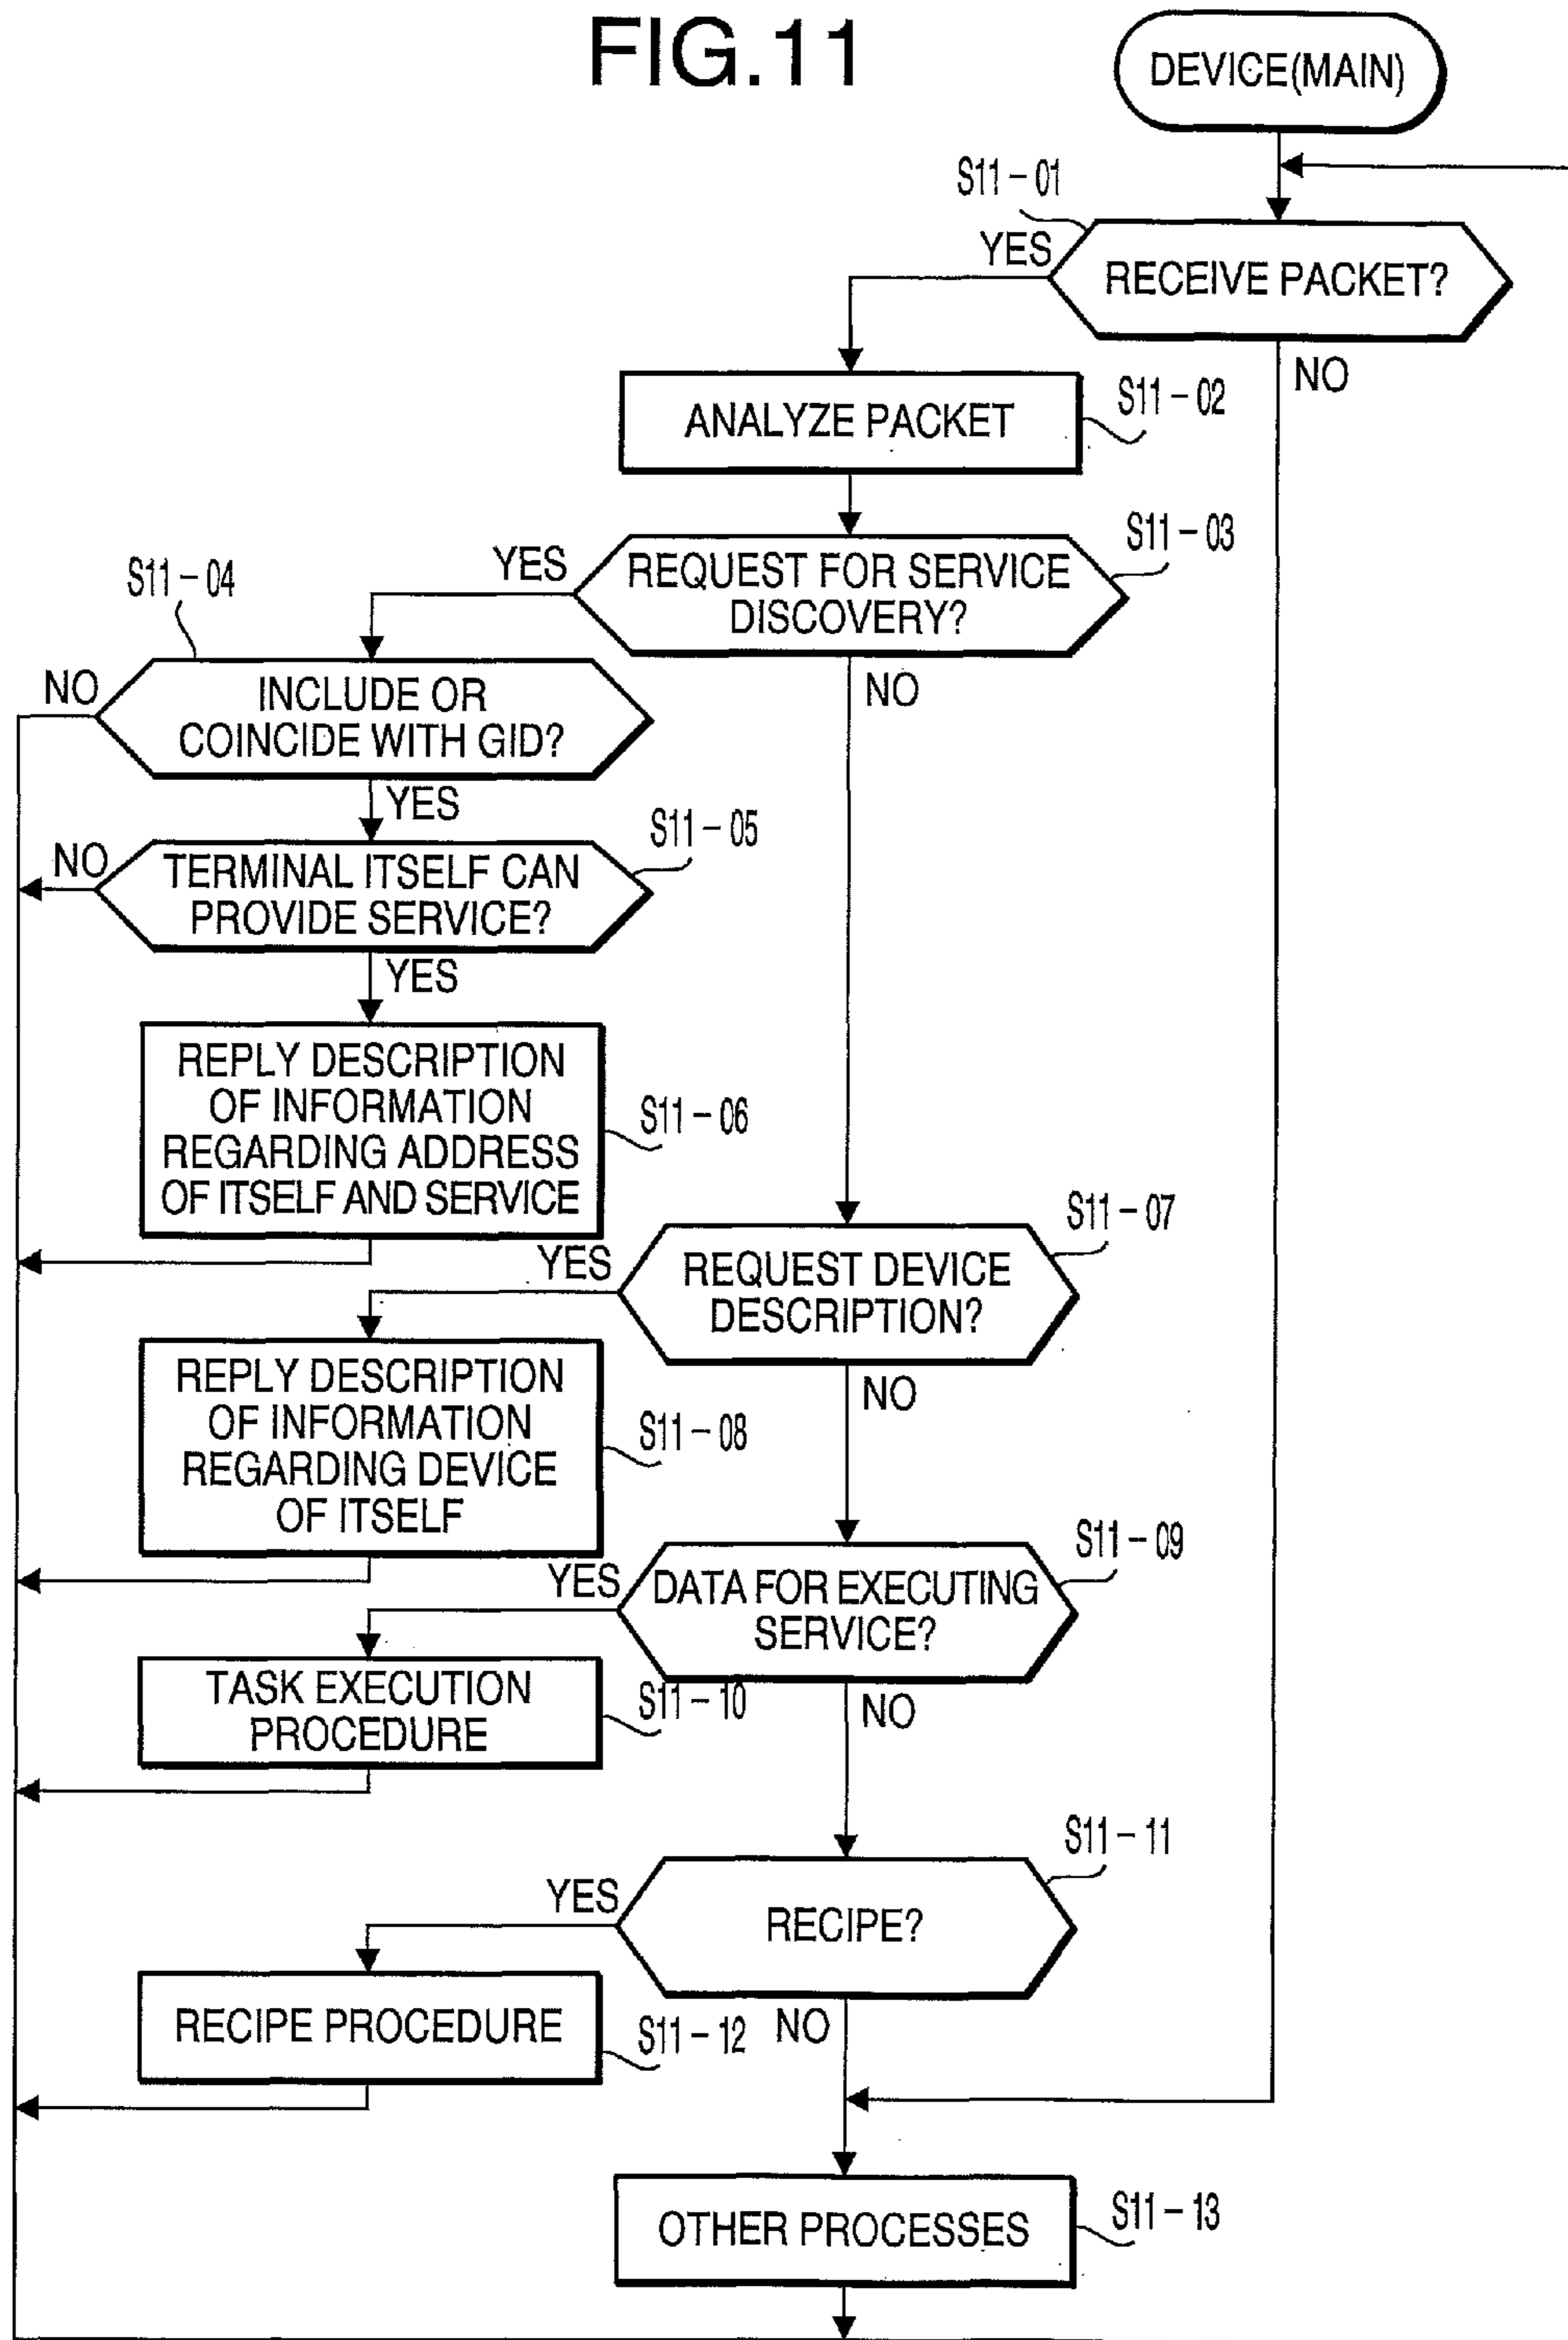 FIG.11
DEVICE(MAIN)
S11-01
YES
RECEIVE PACKET?
NO
ANALYZE PACKET
S11-02
S11-03
YES
REQUEST FOR SERVICE
DISCOVERY?
NO
S11-04
NO
INCLUDE OR
COINCIDE WITH GID?
YES
S11-05
NO
TERMINAL ITSELF CAN
PROVIDE SERVICE?
YES
REPLY DESCRIPTION
OF INFORMATION
REGARDING ADDRESS
OF ITSELF AND SERVICE
S11-06
S11-07
YES
REQUEST DEVICE
DESCRIPTION?
NO
REPLY DESCRIPTION
OF INFORMATION
REGARDING DEVICE
OF ITSELF
S11-08
S11-09
YES
DATA FOR EXECUTING
SERVICE?
NO
TASK EXECUTION
PROCEDURE
S11-10
S11-11
YES
RECIPE?
NO
RECIPE PROCEDURE
S11-12
OTHER PROCESSES
S11-13